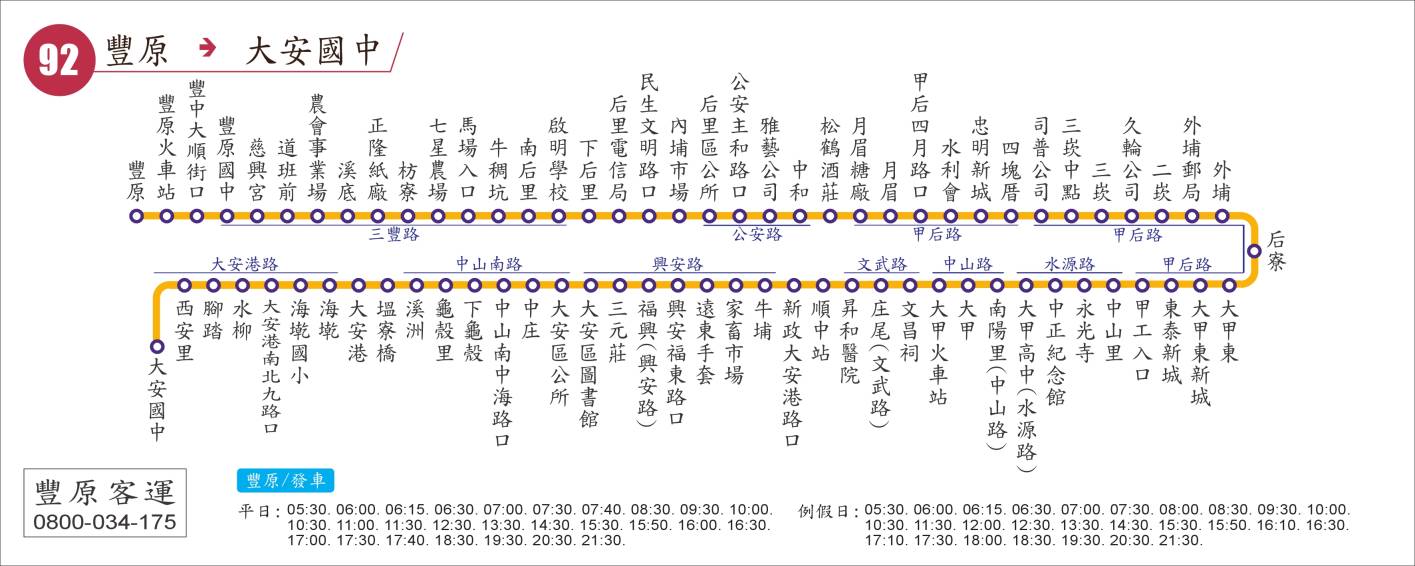 92 豐原 → 大安國中
豐原
豐原火車站
豐中大順街口
豐原國中
慈興宮
道班前
農會事業場
溪底
正隆紙廠
枋寮
七星農場
馬場入口
牛稠坑
南后里
啟明學校
下后里
后里電信局
民生文明路口
內埔市場
后里區公所
公安主和路口
雅藝公司
中和
松鶴酒莊
月眉糖廠
月眉
甲后四月路口
水利會
忠明新城
四塊厝
司普公司
三崁中點
三崁
久輪公司
二崁
外埔郵局
外埔
三豐路
公安路
甲后路
甲后路
后寮
大安港路
中山南路
興安路
文武路
中山路
水源路
甲后路
大甲東
大甲東新城
東泰新城
甲工入口
中山里
永光寺
中正紀念館
大甲高中(水源路)
南陽里(中山路)
大甲
大甲火車站
文昌祠
庄尾(文武路)
昇和醫院
順中站
新政大安港路口
牛埔
家畜市場
遠東手套
興安福東路口
福興(興安路)
三元莊
大安區圖書館
大安區公所
中庄
中山南中海路口
下龜殼
龜殼里
溪洲
塭寮橋
大安港
海墘
海墘國小
大安港南北九路口
水柳
腳踏
西安里
大安國中
豐原客運
0800-034-175
豐原/發車
平日: 05:30. 06:00. 06:15. 06:30. 07:00. 07:30. 07:40. 08:30. 09:30. 10:00.
10:30. 11:00. 11:30. 12:30. 13:30. 14:30. 15:30. 15:50. 16:00. 16:30.
17:00. 17:30. 17:40. 18:30. 19:30. 20:30. 21:30.
例假日: 05:30. 06:00. 06:15. 06:30. 07:00. 07:30. 08:00. 08:30. 09:30. 10:00.
10:30. 11:30. 12:00. 12:30. 13:30. 14:30. 15:30. 15:50. 16:10. 16:30.
17:10. 17:30. 18:00. 18:30. 19:30. 20:30. 21:30.